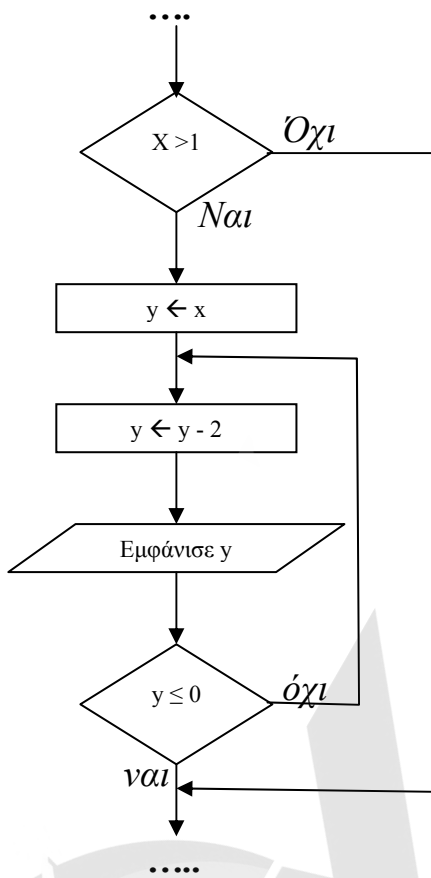 ....
X >1
Όχι
Ναι
y ← x
y ← y - 2
Εμφάνισε y
y ≤ 0
όχι
ναι
.....